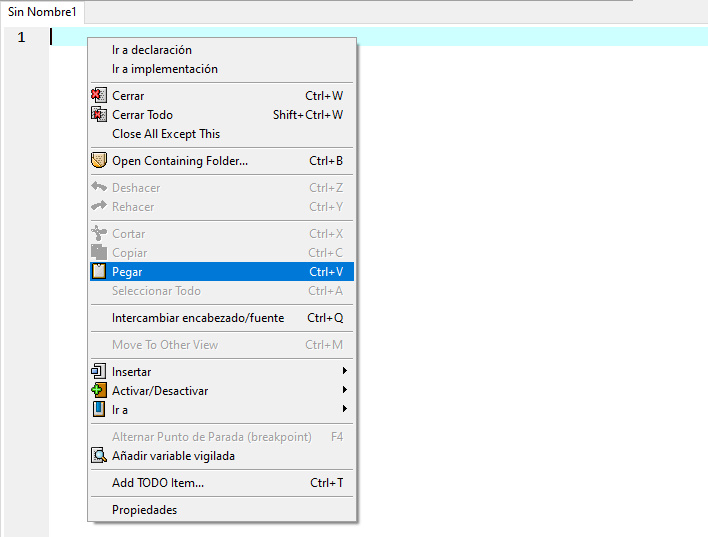 Sin Nombre1
1
Ir a declaración
Ir a implementación
Cerrar Ctrl+W
Cerrar Todo Shift+Ctrl+W
Close All Except This
Open Containing Folder... Ctrl+B
Deshacer Ctrl+Z
Rehacer Ctrl+Y
Cortar Ctrl+X
Copiar Ctrl+C
Pegar Ctrl+V
Seleccionar Todo Ctrl+A
Intercambiar encabezado/fuente Ctrl+Q
Move To Other View Ctrl+M
Insertar
Activar/Desactivar
Ir a
Alternar Punto de Parada (breakpoint) F4
Añadir variable vigilada
Add TODO Item... Ctrl+T
Propiedades